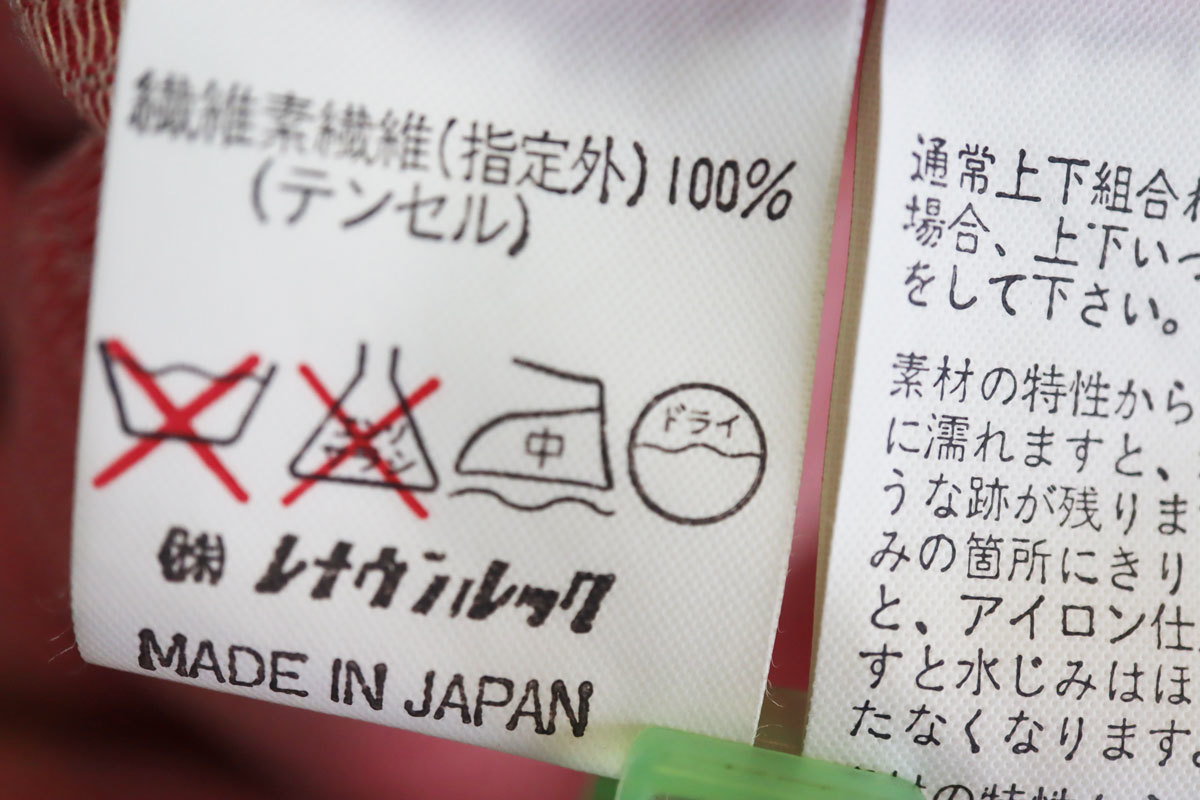 繊維素繊維(指定外)100%
(テンセル)
中
ドライ
㈱ レナウンルック
MADE IN JAPAN
通常上下組合
場合、上下いつ
をして下さい。
素材の特性から
に濡れますと、
うな跡が残りま
みの箇所にきり
と、アイロン仕
すと水じみはほ
たなくなります。
の特性